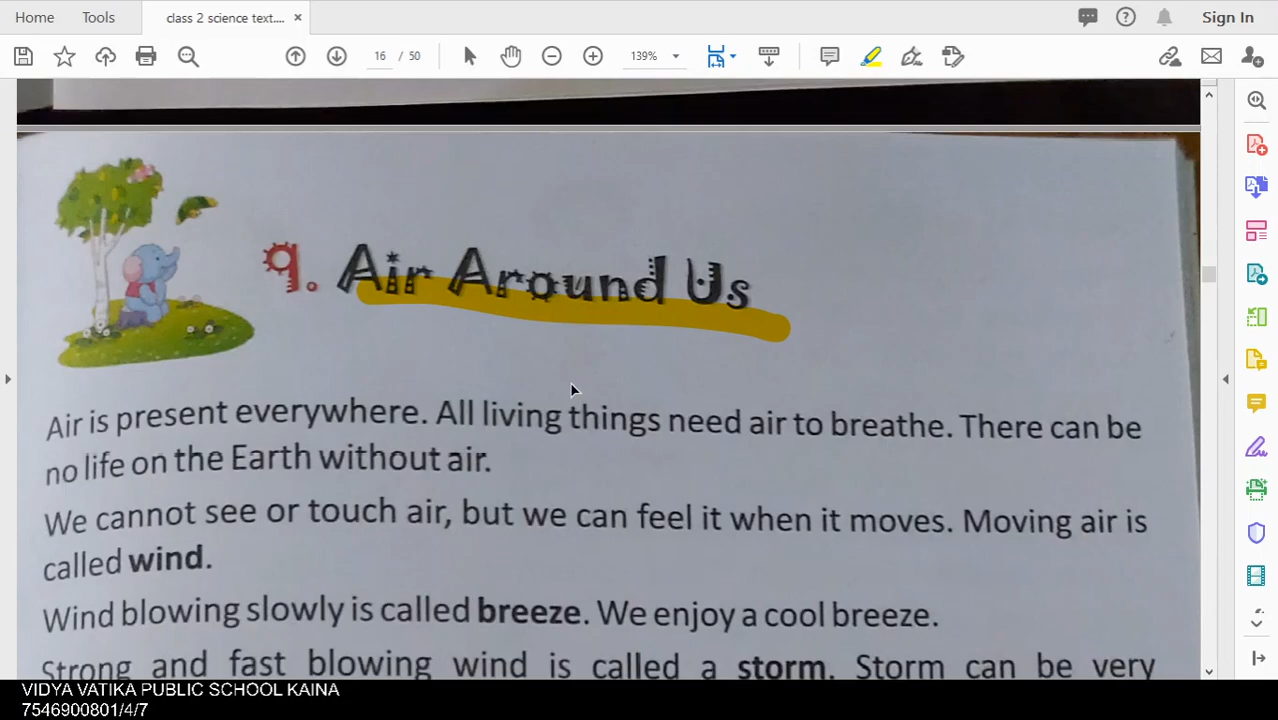 Home
Tools
class 2 science text....
Sign In
16 / 50
139%
9. Air Around Us
Air is present everywhere. All living things need air to breathe. There can be
no life on the Earth without air.
We cannot see or touch air, but we can feel it when it moves. Moving air is
called wind.
Wind blowing slowly is called breeze. We enjoy a cool breeze.
Strong and fast blowing wind is called a storm. Storm can be very
VIDYA VATIKA PUBLIC SCHOOL KAINA
7546900801/4/7